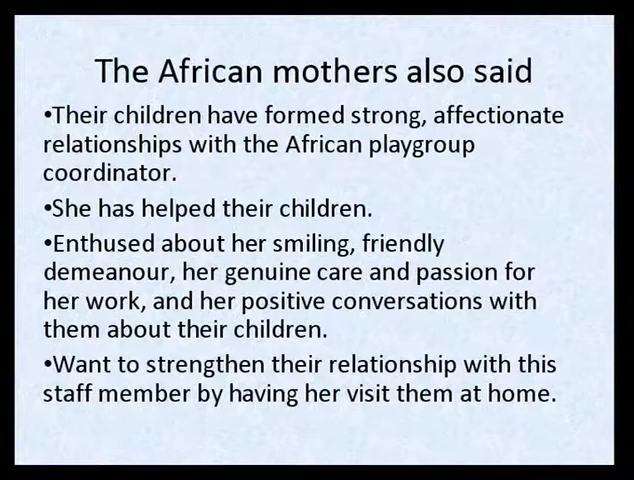 The African mothers also said
•Their children have formed strong, affectionate
relationships with the African playgroup
coordinator.
•She has helped their children.
•Enthused about her smiling, friendly
demeanour, her genuine care and passion for
her work, and her positive conversations with
them about their children.
•Want to strengthen their relationship with this
staff member by having her visit them at home.